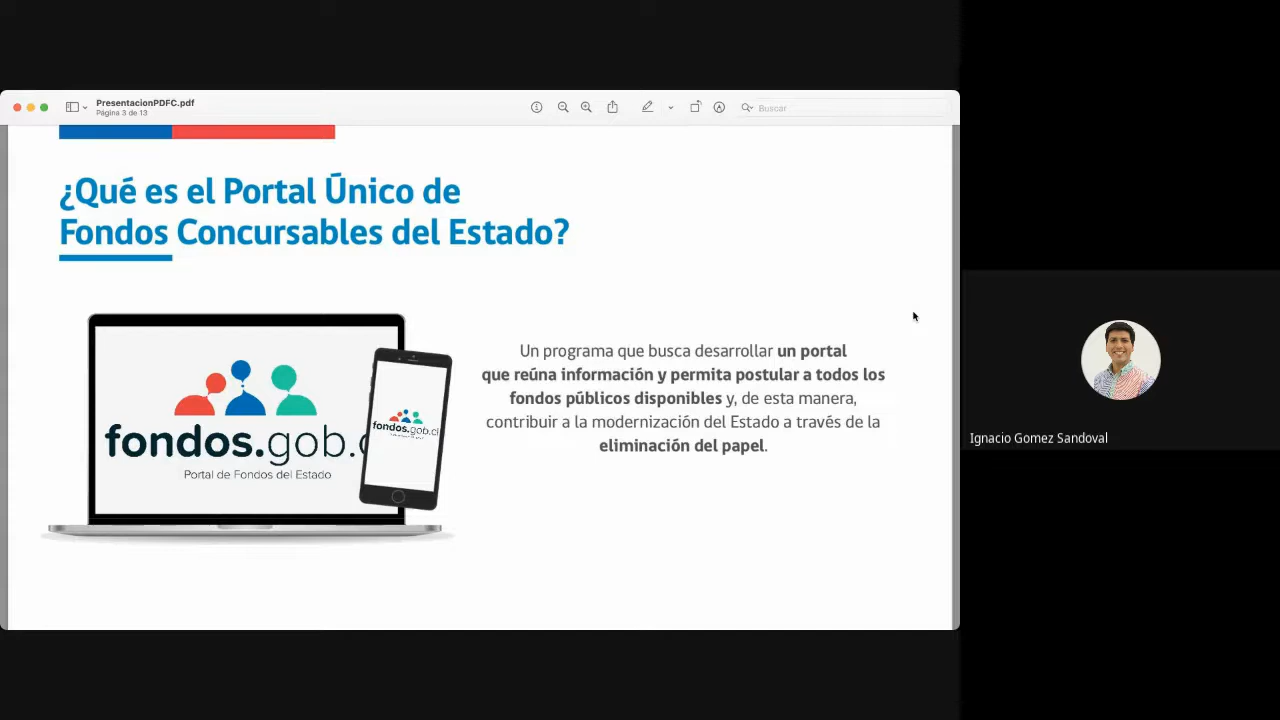 PresentacionPDFC.pdf
Página 3 de 13
Buscar
¿Qué es el Portal Único de
Fondos Concursables del Estado?
fondos.gob.c
Portal de Fondos del Estado
fondos.gob.cl
Un programa que busca desarrollar un portal
que reúna información y permita postular a todos los
fondos públicos disponibles y, de esta manera,
contribuir a la modernización del Estado a través de la
eliminación del papel.
Ignacio Gomez Sandoval